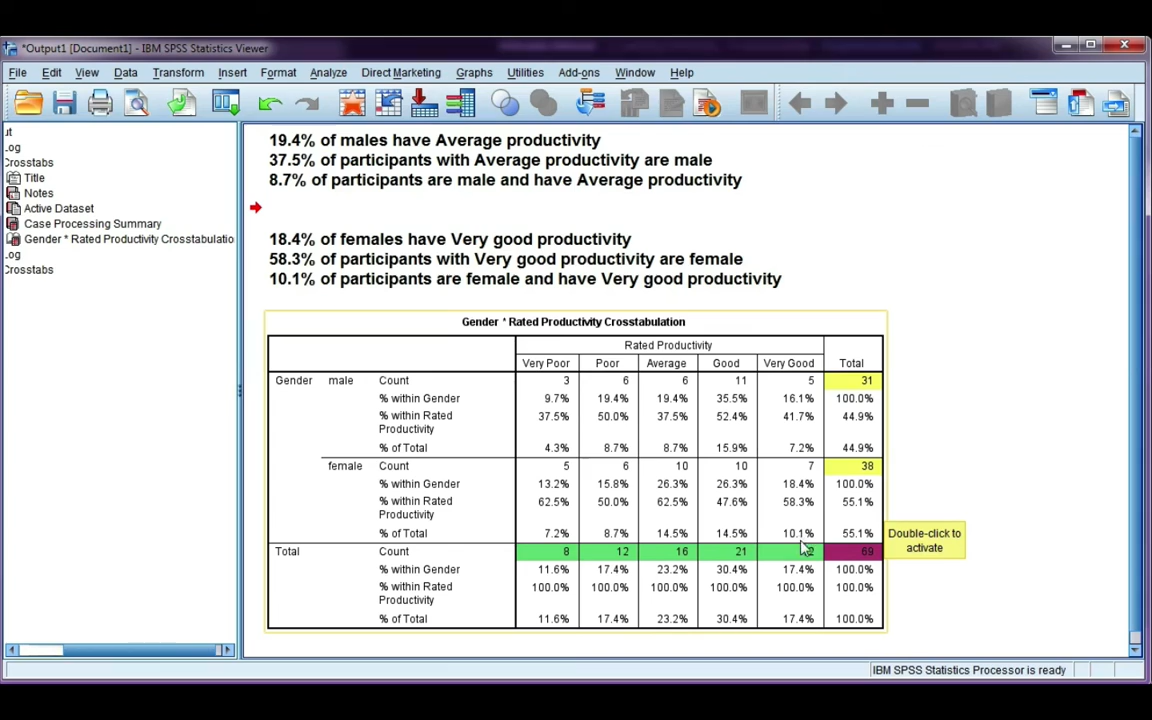 *Output1 [Document1] - IBM SPSS Statistics Viewer
File Edit View Data Transform Insert Format Analyze Direct Marketing Graphs Utilities Add-ons Window Help
ut
Log
Crosstabs
Title
Notes
Active Dataset
Case Processing Summary
Gender * Rated Productivity Crosstabulatio
Log
Crosstabs
19.4% of males have Average productivity
37.5% of participants with Average productivity are male
8.7% of participants are male and have Average productivity
18.4% of females have Very good productivity
58.3% of participants with Very good productivity are female
10.1% of participants are female and have Very good productivity
Gender * Rated Productivity Crosstabulation
Rated Productivity
Very Poor Poor Average Good Very Good Total
Gender male Count 3 6 6 11 5 31
% within Gender 9.7% 19.4% 19.4% 35.5% 16.1% 100.0%
% within Rated 37.5% 50.0% 37.5% 52.4% 41.7% 44.9%
Productivity
% of Total 4.3% 8.7% 8.7% 15.9% 7.2% 44.9%
female Count 5 6 10 10 7 38
% within Gender 13.2% 15.8% 26.3% 26.3% 18.4% 100.0%
% within Rated 62.5% 50.0% 62.5% 47.6% 58.3% 55.1%
Productivity
% of Total 7.2% 8.7% 14.5% 14.5% 10.1% 55.1%
Double-click to
activate
Total Count 8 12 16 21 2 69
% within Gender 11.6% 17.4% 23.2% 30.4% 17.4% 100.0%
% within Rated 100.0% 100.0% 100.0% 100.0% 100.0% 100.0%
Productivity
% of Total 11.6% 17.4% 23.2% 30.4% 17.4% 100.0%
IBM SPSS Statistics Processor is ready